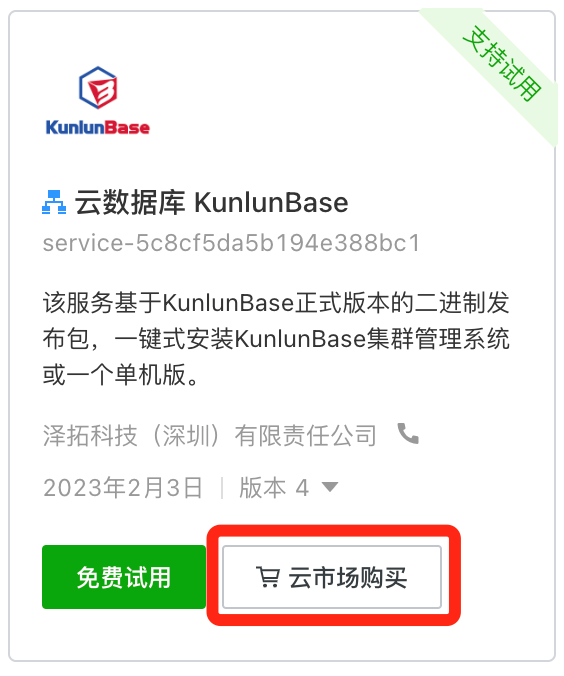 支持试用
KunlunBase
云数据库 KunlunBase
service-5c8cf5da5b194e388bc1
该服务基于KunlunBase正式版本的二进制发
布包，一键式安装KunlunBase集群管理系统
或一个单机版。
泽拓科技（深圳）有限责任公司
2023年2月3日 | 版本 4
免费试用
云市场购买